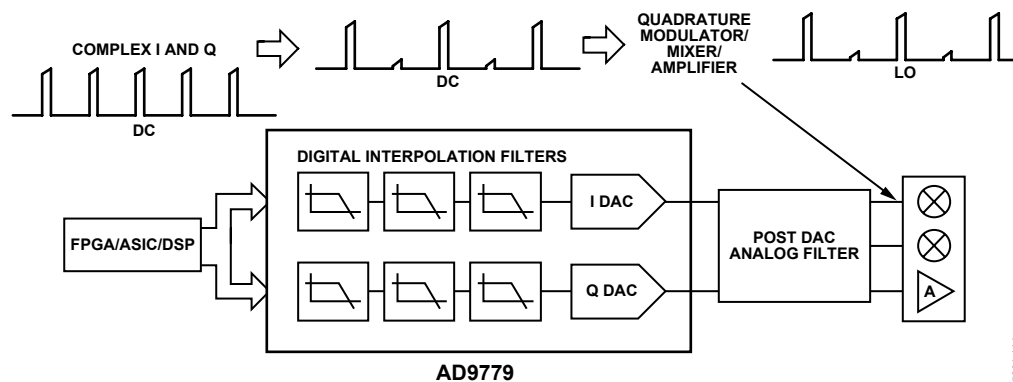 COMPLEX I AND Q
DC
DC
QUADRATURE
MODULATOR/
MIXER/
AMPLIFIER
LO
DIGITAL INTERPOLATION FILTERS
FPGA/ASIC/DSP
I DAC
Q DAC
POST DAC
ANALOG FILTER
A
AD9779